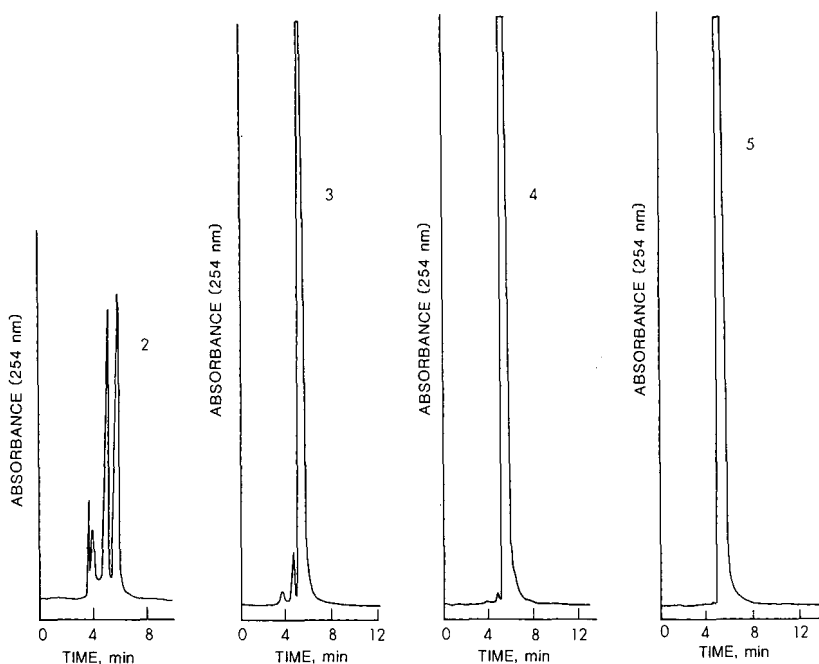 ABSORBANCE (254 nm)
2
0 4 8
TIME, min
ABSORBANCE (254 nm)
3
0 4 8 12
TIME, min
ABSORBANCE (254 nm)
4
0 4 8 12
TIME, min
ABSORBANCE (254 nm)
5
0 4 8 12
TIME, min